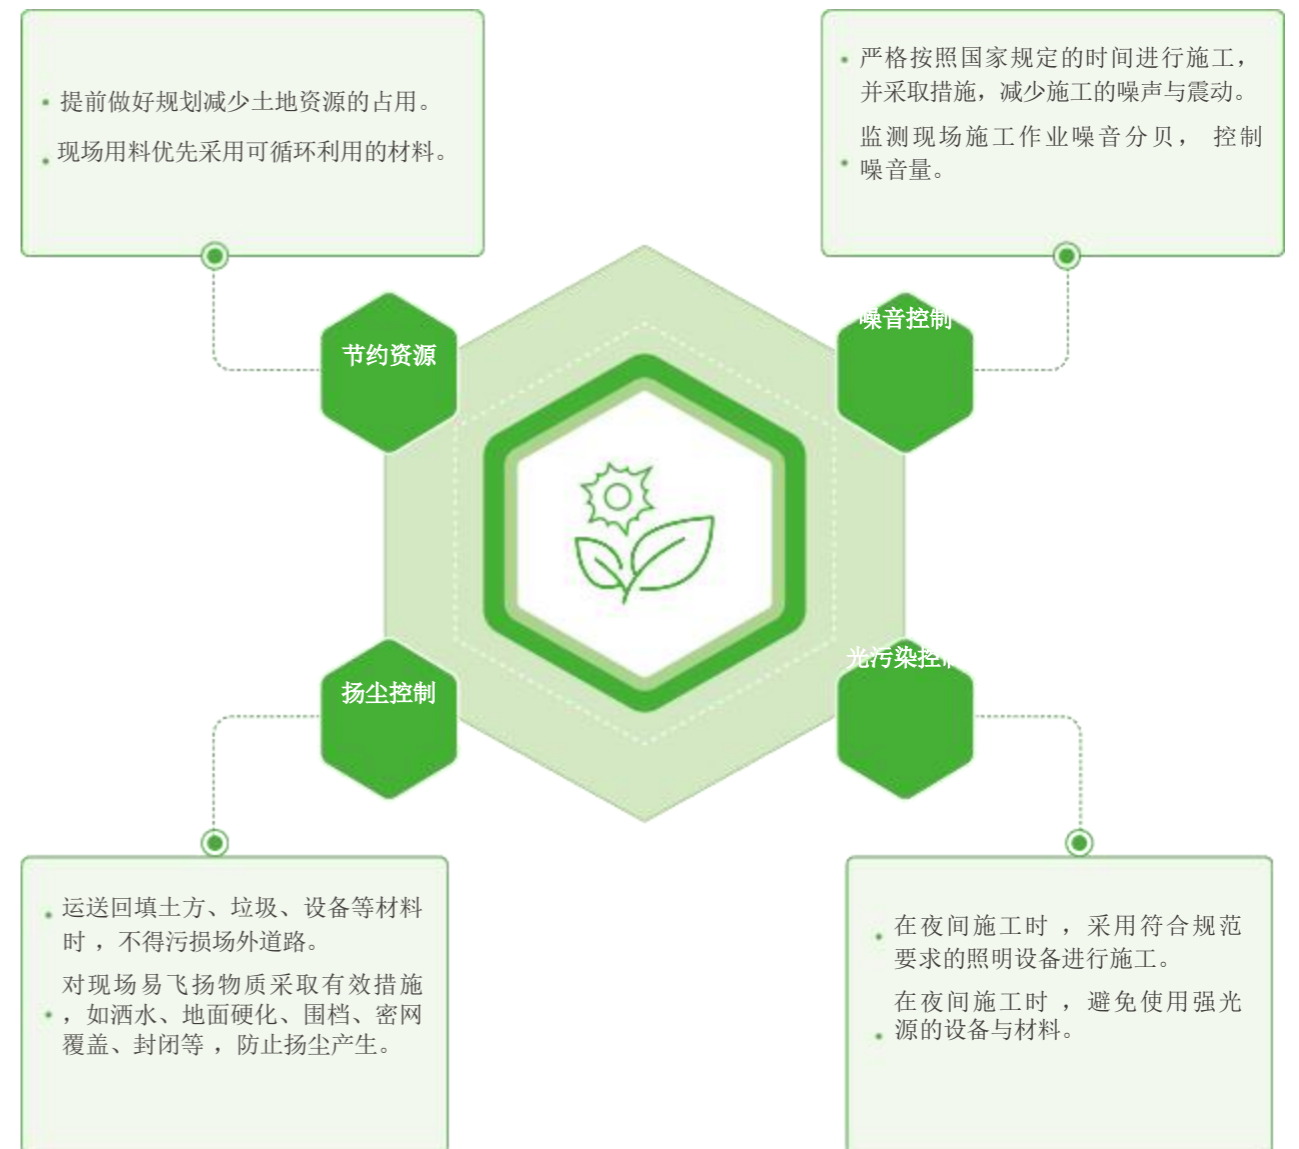 提前做好规划减少土地资源的占用。
现场用料优先采用可循环利用的材料。
严格按照国家规定的时间进行施工，
并采取措施，减少施工的噪声与震动。
监测现场施工作业噪音分贝， 控制
噪音量。
节约资源
噪音控制
扬尘控制
光污染控制
运送回填土方、垃圾、设备等材料
时 ，不得污损场外道路。
对现场易飞扬物质采取有效措施
，如洒水、地面硬化、围档、密网
覆盖、封闭等 ，防止扬尘产生。
在夜间施工时 ，采用符合规范
要求的照明设备进行施工。
在夜间施工时 ，避免使用强光
源的设备与材料。